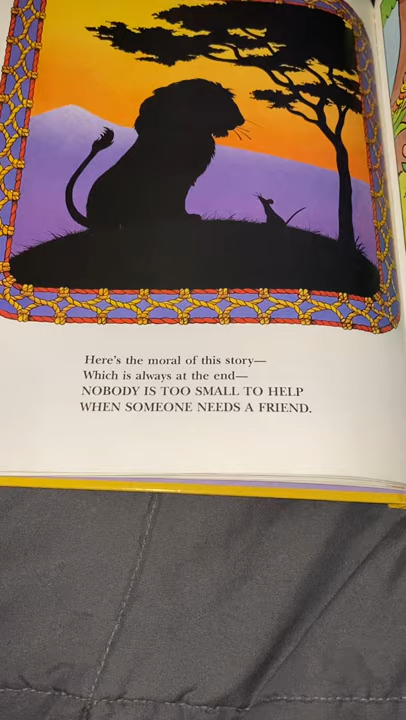 Here's the moral of this story—
Which is always at the end—
NOBODY IS TOO SMALL TO HELP
WHEN SOMEONE NEEDS A FRIEND.